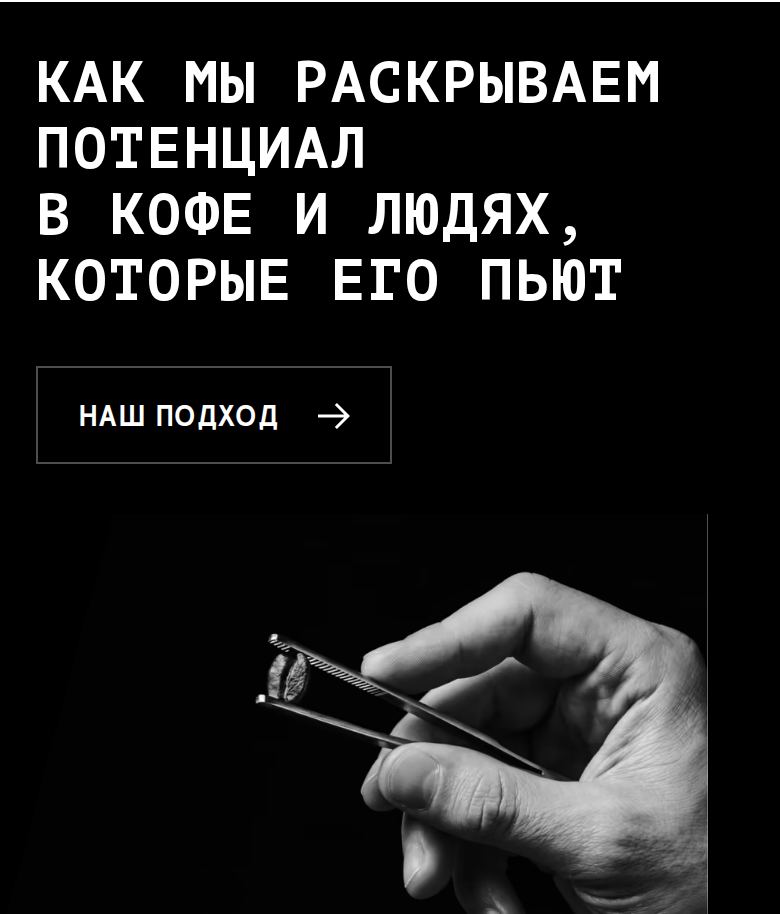 КАК МЫ РАСКРЫВАЕМ
ПОТЕНЦИАЛ
В КОФЕ И ЛЮДЯХ,
КОТОРЫЕ ЕГО ПЬЮТ
НАШ ПОДХОД →